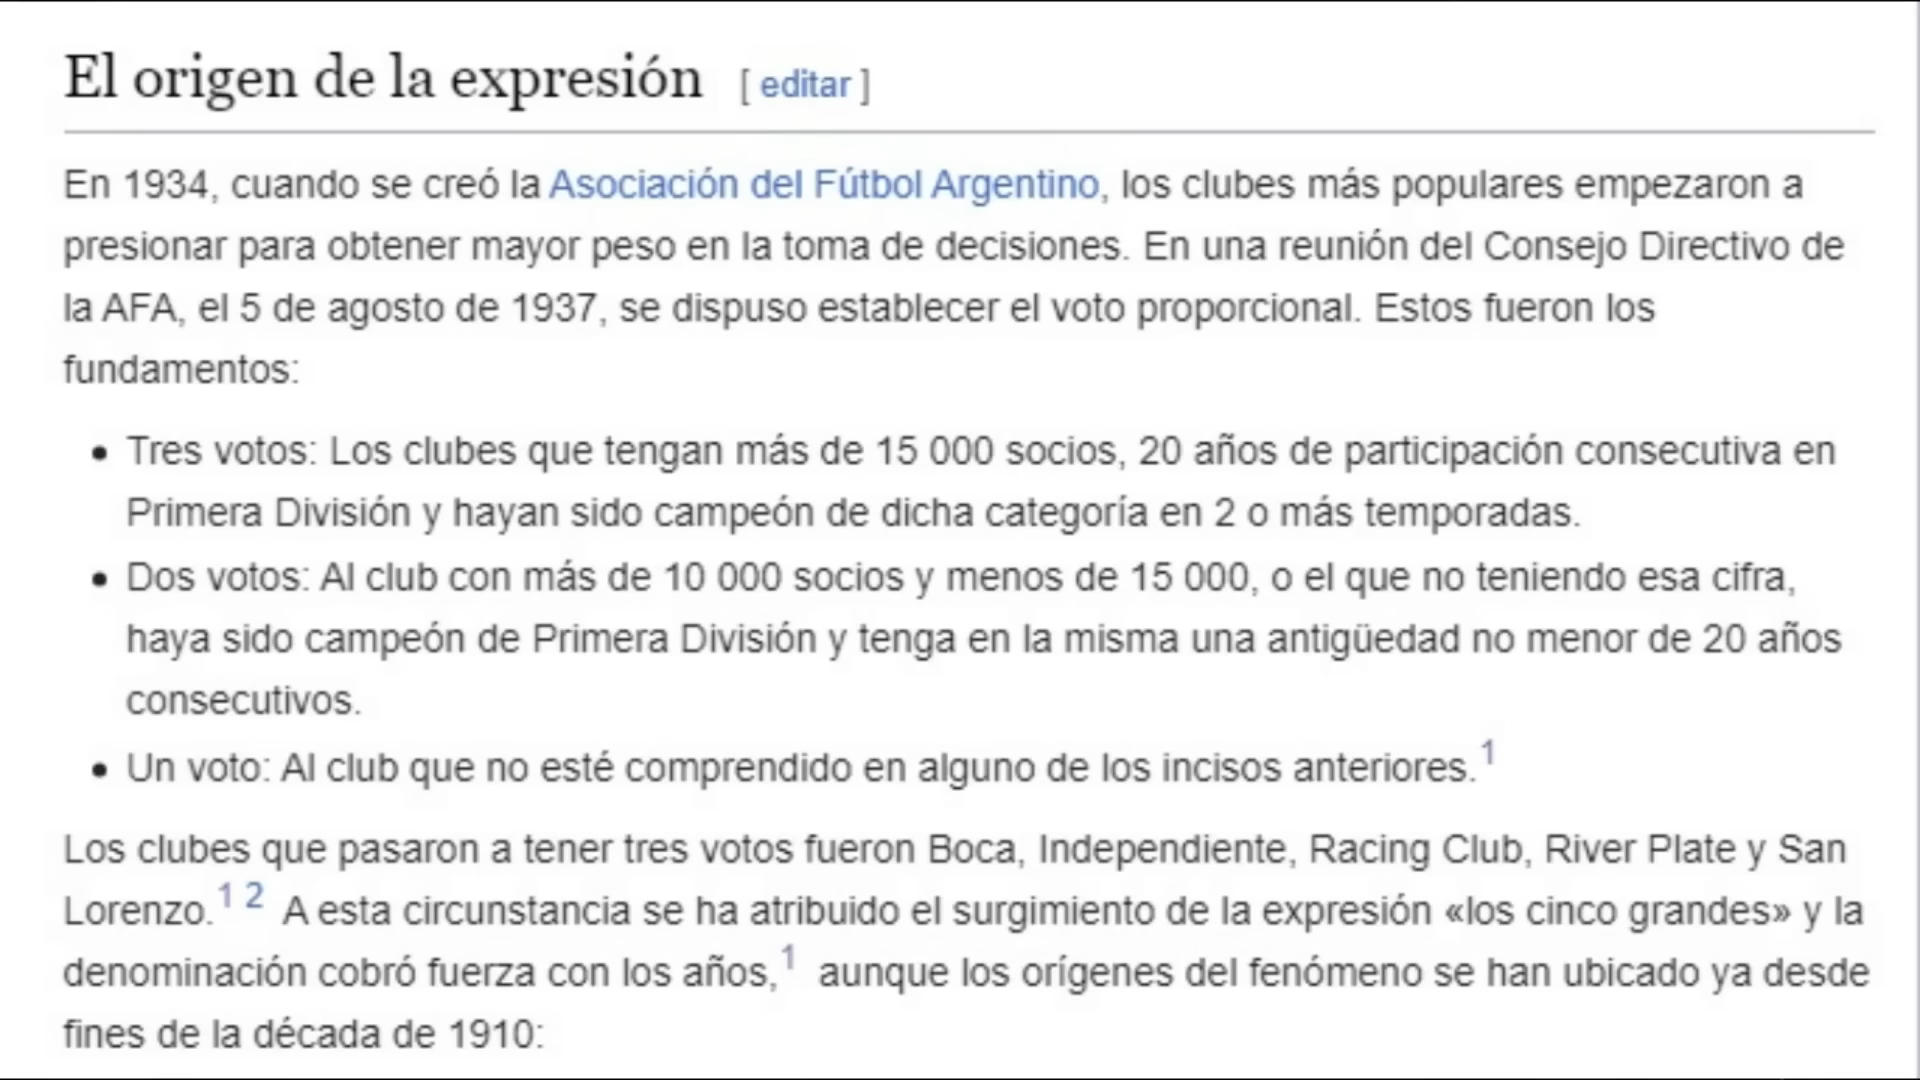 El origen de la expresión [ editar ]
En 1934, cuando se creó la Asociación del Fútbol Argentino, los clubes más populares empezaron a
presionar para obtener mayor peso en la toma de decisiones. En una reunión del Consejo Directivo de
la AFA, el 5 de agosto de 1937, se dispuso establecer el voto proporcional. Estos fueron los
fundamentos:
• Tres votos: Los clubes que tengan más de 15 000 socios, 20 años de participación consecutiva en
Primera División y hayan sido campeón de dicha categoría en 2 o más temporadas.
• Dos votos: Al club con más de 10 000 socios y menos de 15 000, o el que no teniendo esa cifra,
haya sido campeón de Primera División y tenga en la misma una antigüedad no menor de 20 años
consecutivos.
• Un voto: Al club que no esté comprendido en alguno de los incisos anteriores.1
Los clubes que pasaron a tener tres votos fueron Boca, Independiente, Racing Club, River Plate y San
Lorenzo.1 2 A esta circunstancia se ha atribuido el surgimiento de la expresión «los cinco grandes» y la
denominación cobró fuerza con los años,1 aunque los orígenes del fenómeno se han ubicado ya desde
fines de la década de 1910: